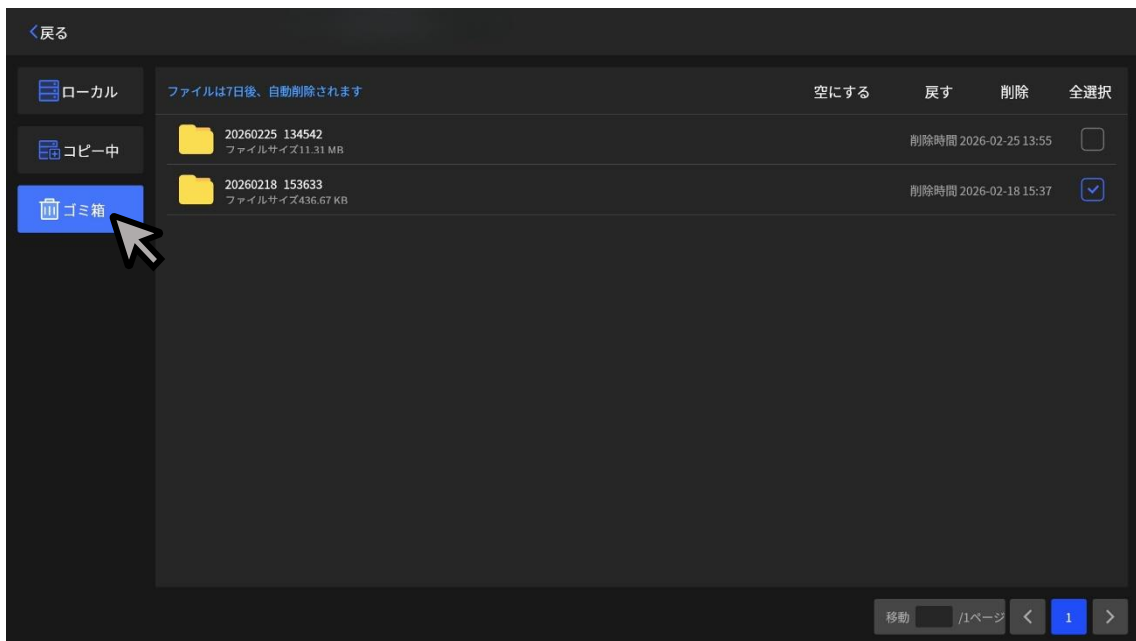 戻る
ローカル
コピー中
ゴミ箱
ファイルは7日後、自動削除されます
空にする 戻す 削除 全選択
20260225 134542
ファイルサイズ11.31 MB
削除時間 2026-02-25 13:55
20260218 153633
ファイルサイズ436.67 KB
削除時間 2026-02-18 15:37
移動 /1ページ 1